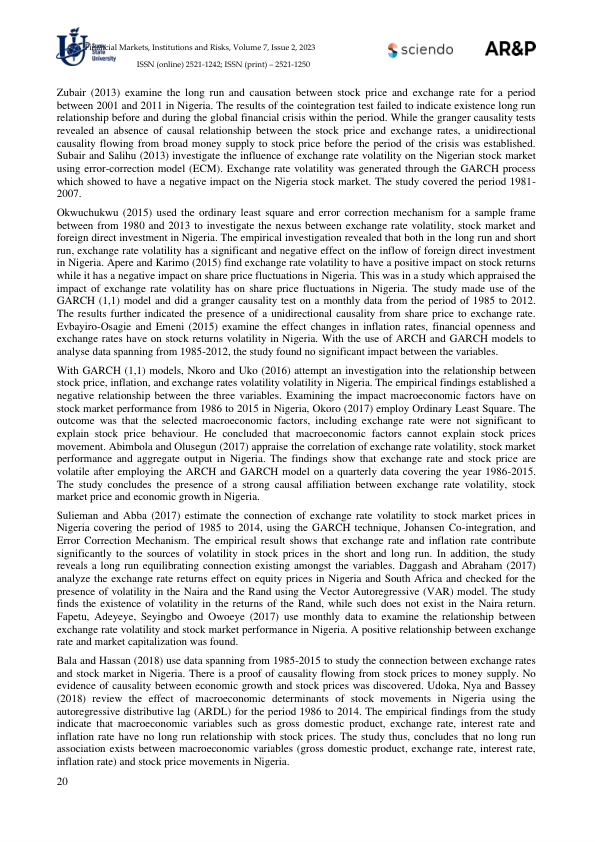 Financial Markets, Institutions and Risks, Volume 7, Issue 2, 2023
State
University
sciendo
AR&P
ISSN (online) 2521-1242; ISSN (print) – 2521-1250
Zubair (2013) examine the long run and causation between stock price and exchange rate for a period
between 2001 and 2011 in Nigeria. The results of the cointegration test failed to indicate existence long run
relationship before and during the global financial crisis within the period. While the granger causality tests
revealed an absence of causal relationship between the stock price and exchange rates, a unidirectional
causality flowing from broad money supply to stock price before the period of the crisis was established.
Subair and Salihu (2013) investigate the influence of exchange rate volatility on the Nigerian stock market
using error-correction model (ECM). Exchange rate volatility was generated through the GARCH process
which showed to have a negative impact on the Nigeria stock market. The study covered the period 1981-
2007.
Okwuchukwu (2015) used the ordinary least square and error correction mechanism for a sample frame
between from 1980 and 2013 to investigate the nexus between exchange rate volatility, stock market and
foreign direct investment in Nigeria. The empirical investigation revealed that both in the long run and short
run, exchange rate volatility has a significant and negative effect on the inflow of foreign direct investment
in Nigeria. Apere and Karimo (2015) find exchange rate volatility to have a positive impact on stock returns
while it has a negative impact on share price fluctuations in Nigeria. This was in a study which appraised the
impact of exchange rate volatility has on share price fluctuations in Nigeria. The study made use of the
GARCH (1,1) model and did a granger causality test on a monthly data from the period of 1985 to 2012.
The results further indicated the presence of a unidirectional causality from share price to exchange rate.
Evbayiro-Osagie and Emeni (2015) examine the effect changes in inflation rates, financial openness and
exchange rates have on stock returns volatility in Nigeria. With the use of ARCH and GARCH models to
analyse data spanning from 1985-2012, the study found no significant impact between the variables.
With GARCH (1,1) models, Nkoro and Uko (2016) attempt an investigation into the relationship between
stock price, inflation, and exchange rates volatility volatility in Nigeria. The empirical findings established a
negative relationship between the three variables. Examining the impact macroeconomic factors have on
stock market performance from 1986 to 2015 in Nigeria, Okoro (2017) employ Ordinary Least Square. The
outcome was that the selected macroeconomic factors, including exchange rate were not significant to
explain stock price behaviour. He concluded that macroeconomic factors cannot explain stock prices
movement. Abimbola and Olusegun (2017) appraise the correlation of exchange rate volatility, stock market
performance and aggregate output in Nigeria. The findings show that exchange rate and stock price are
volatile after employing the ARCH and GARCH model on a quarterly data covering the year 1986-2015.
The study concludes the presence of a strong causal affiliation between exchange rate volatility, stock
market price and economic growth in Nigeria.
Sulieman and Abba (2017) estimate the connection of exchange rate volatility to stock market prices in
Nigeria covering the period of 1985 to 2014, using the GARCH technique, Johansen Co-integration, and
Error Correction Mechanism. The empirical result shows that exchange rate and inflation rate contribute
significantly to the sources of volatility in stock prices in the short and long run. In addition, the study
reveals a long run equilibrating connection existing amongst the variables. Daggash and Abraham (2017)
analyze the exchange rate returns effect on equity prices in Nigeria and South Africa and checked for the
presence of volatility in the Naira and the Rand using the Vector Autoregressive (VAR) model. The study
finds the existence of volatility in the returns of the Rand, while such does not exist in the Naira return.
Fapetu, Adeyeye, Seyingbo and Owoeye (2017) use monthly data to examine the relationship between
exchange rate volatility and stock market performance in Nigeria. A positive relationship between exchange
rate and market capitalization was found.
Bala and Hassan (2018) use data spanning from 1985-2015 to study the connection between exchange rates
and stock market in Nigeria. There is a proof of causality flowing from stock prices to money supply. No
evidence of causality between economic growth and stock prices was discovered. Udoka, Nya and Bassey
(2018) review the effect of macroeconomic determinants of stock movements in Nigeria using the
autoregressive distributive lag (ARDL) for the period 1986 to 2014. The empirical findings from the study
indicate that macroeconomic variables such as gross domestic product, exchange rate, interest rate and
inflation rate have no long run relationship with stock prices. The study thus, concludes that no long run
association exists between macroeconomic variables (gross domestic product, exchange rate, interest rate,
inflation rate) and stock price movements in Nigeria.
20